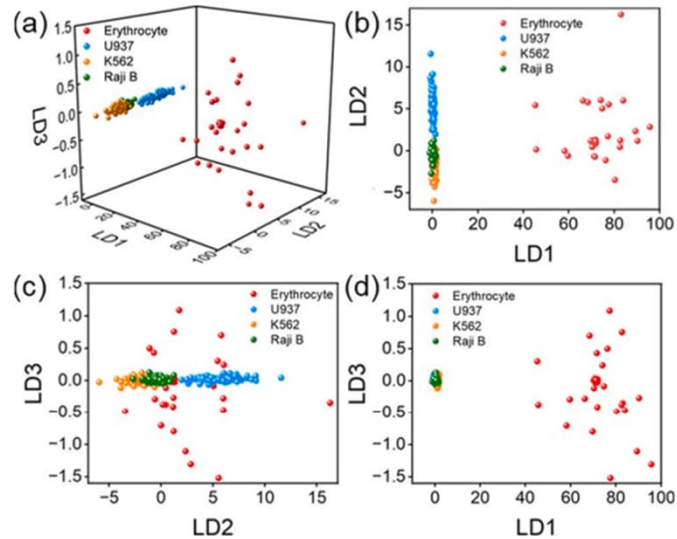 (a)
Erythrocyte
U937
K562
Raji B
1.5
1.0
0.5
0.0
-0.5
-1.0
-1.5
LD3
0
20
40
60
80
100
LD1
-5
0
5
10
15
LD2
(b)
Erythrocyte
U937
K562
Raji B
15
10
5
0
-5
LD2
0 20 40 60 80 100
LD1
(c)
Erythrocyte
U937
K562
Raji B
1.5
1.0
0.5
0.0
-0.5
-1.0
-1.5
LD3
-5 0 5 10 15
LD2
(d)
Erythrocyte
U937
K562
Raji B
1.5
1.0
0.5
0.0
-0.5
-1.0
-1.5
LD3
0 20 40 60 80 100
LD1